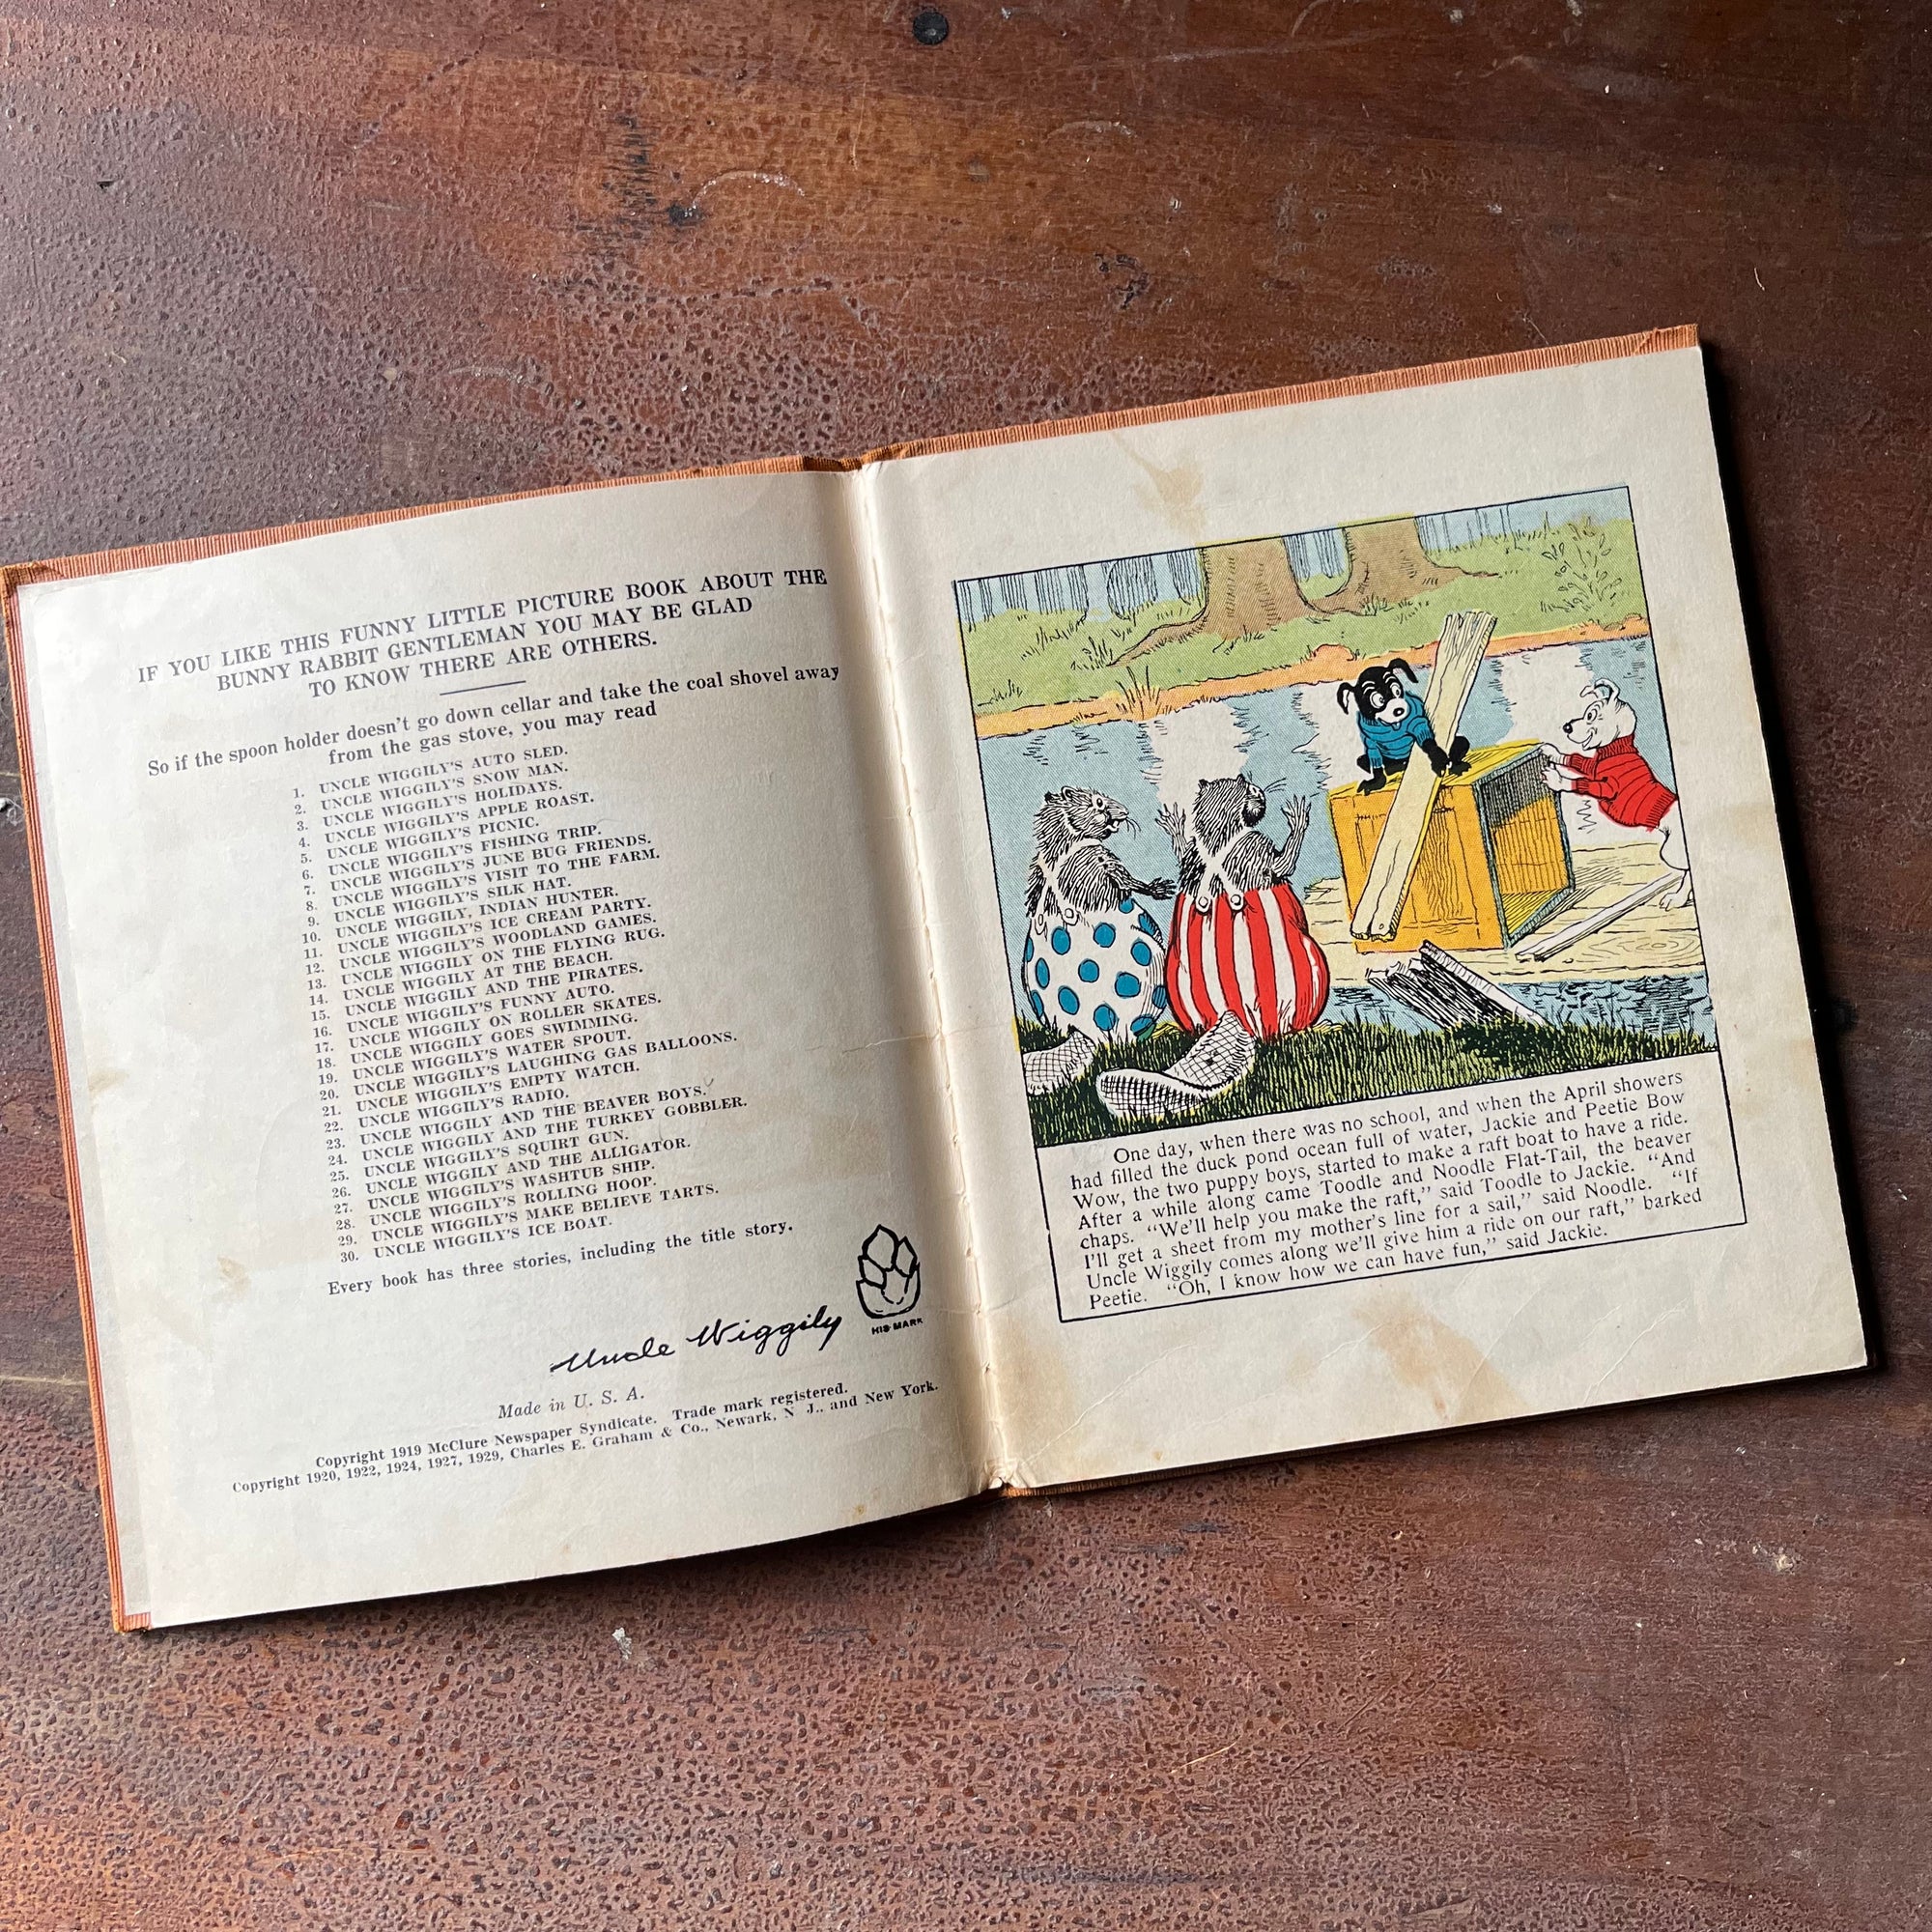 IF YOU LIKE THIS FUNNY LITTLE PICTURE BOOK ABOUT THE
BUNNY RABBIT GENTLEMAN YOU MAY BE GLAD
TO KNOW THERE ARE OTHERS.
So if the spoon holder doesn't go down cellar and take the coal shovel away
from the gas stove, you may read
1. UNCLE WIGGILY'S AUTO SLED.
2. UNCLE WIGGILY'S SNOW MAN.
3. UNCLE WIGGILY'S HOLIDAYS.
4. UNCLE WIGGILY'S APPLE ROAST.
5. UNCLE WIGGILY'S PICNIC.
6. UNCLE WIGGILY'S FISHING TRIP.
7. UNCLE WIGGILY'S JUNE BUG FRIENDS.
8. UNCLE WIGGILY'S VISIT TO THE FARM.
9. UNCLE WIGGILY'S SILK HAT.
10. UNCLE WIGGILY, INDIAN HUNTER.
11. UNCLE WIGGILY'S ICE CREAM PARTY.
12. UNCLE WIGGILY'S WOODLAND GAMES.
13. UNCLE WIGGILY ON THE FLYING RUG.
14. UNCLE WIGGILY AT THE BEACH.
15. UNCLE WIGGILY AND THE PIRATES.
16. UNCLE WIGGILY'S FUNNY AUTO.
17. UNCLE WIGGILY ON ROLLER SKATES.
18. UNCLE WIGGILY GOES SWIMMING.
19. UNCLE WIGGILY'S WATER SPOUT.
20. UNCLE WIGGILY'S LAUGHING GAS BALLOONS.
21. UNCLE WIGGILY'S EMPTY WATCH.
22. UNCLE WIGGILY'S RADIO.
23. UNCLE WIGGILY AND THE BEAVER BOYS.
24. UNCLE WIGGILY AND THE TURKEY GOBBLER.
25. UNCLE WIGGILY'S SQUIRT GUN.
26. UNCLE WIGGILY AND THE ALLIGATOR.
27. UNCLE WIGGILY'S WASHTUB SHIP.
28. UNCLE WIGGILY'S ROLLING HOOP.
29. UNCLE WIGGILY'S MAKE BELIEVE TARTS.
30. UNCLE WIGGILY'S ICE BOAT.
Every book has three stories, including the title story.
Uncle Wiggily
HIS MARK
Made in U. S. A.
Copyright 1919 McClure Newspaper Syndicate. Trade mark registered.
Copyright 1920, 1922, 1924, 1927, 1929, Charles E. Graham & Co., Newark, N J., and New York.
One day, when there was no school, and when the April showers
had filled the duck pond ocean full of water, Jackie and Peetie Bow
Wow, the two puppy boys, started to make a raft boat to have a ride.
After a while along came Toodle and Noodle Flat-Tail, the beaver
chaps. "We'll help you make the raft," said Toodle to Jackie. "And
I'll get a sheet from my mother's line for a sail," said Noodle. "If
Uncle Wiggily comes along we'll give him a ride on our raft," barked
Peetie. "Oh, I know how we can have fun," said Jackie.